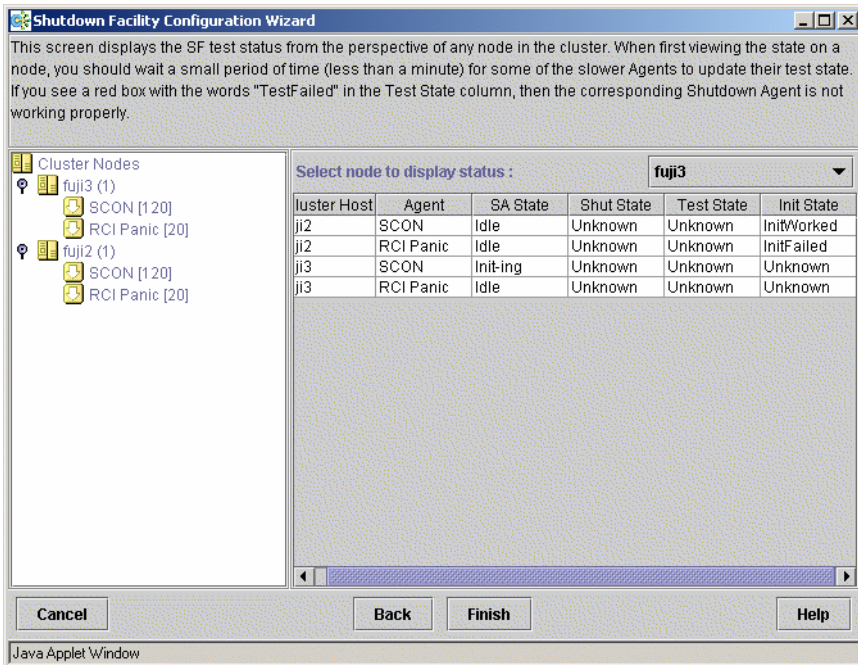 Shutdown Facility Configuration Wizard
This screen displays the SF test status from the perspective of any node in the cluster. When first viewing the state on a
node, you should wait a small period of time (less than a minute) for some of the slower Agents to update their test state.
If you see a red box with the words "TestFailed" in the Test State column, then the corresponding Shutdown Agent is not
working properly.
Cluster Nodes
fuji3 (1)
SCON [120]
RCI Panic [20]
fuji2 (1)
SCON [120]
RCI Panic [20]
Select node to display status : fuji3
luster Host Agent SA State Shut State Test State Init State
ji2 SCON Idle Unknown Unknown InitWorked
ji2 RCI Panic Idle Unknown Unknown InitFailed
ji3 SCON Init-ing Unknown Unknown Unknown
ji3 RCI Panic Idle Unknown Unknown Unknown
Cancel Back Finish Help
Java Applet Window